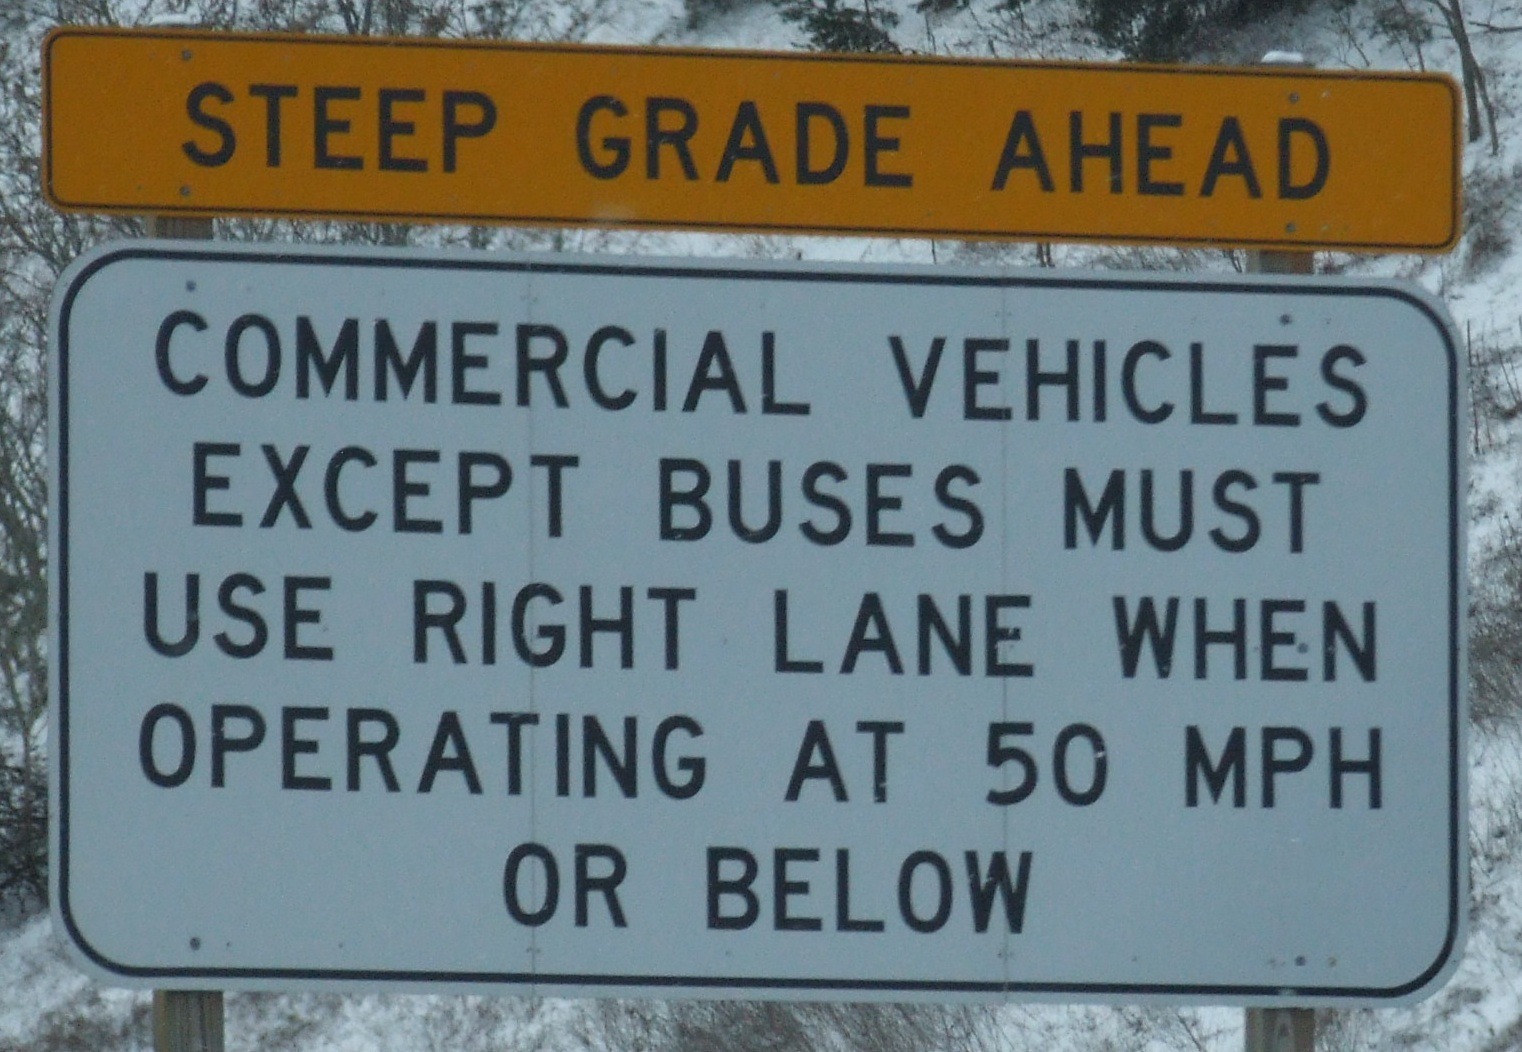 STEEP GRADE AHEAD
COMMERCIAL VEHICLES
EXCEPT BUSES MUST
USE RIGHT LANE WHEN
OPERATING AT 50 MPH
OR BELOW